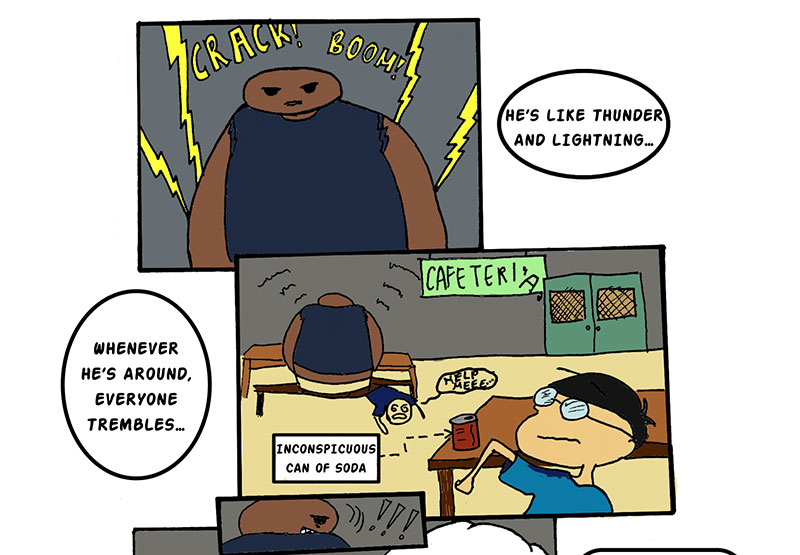 CRACK! BOOM!
HE'S LIKE THUNDER
AND LIGHTNING...
CAFETERIA
WHENEVER
HE'S AROUND,
EVERYONE
TREMBLES...
HELP
MEEE...
INCONSPICUOUS
CAN OF SODA
!!!